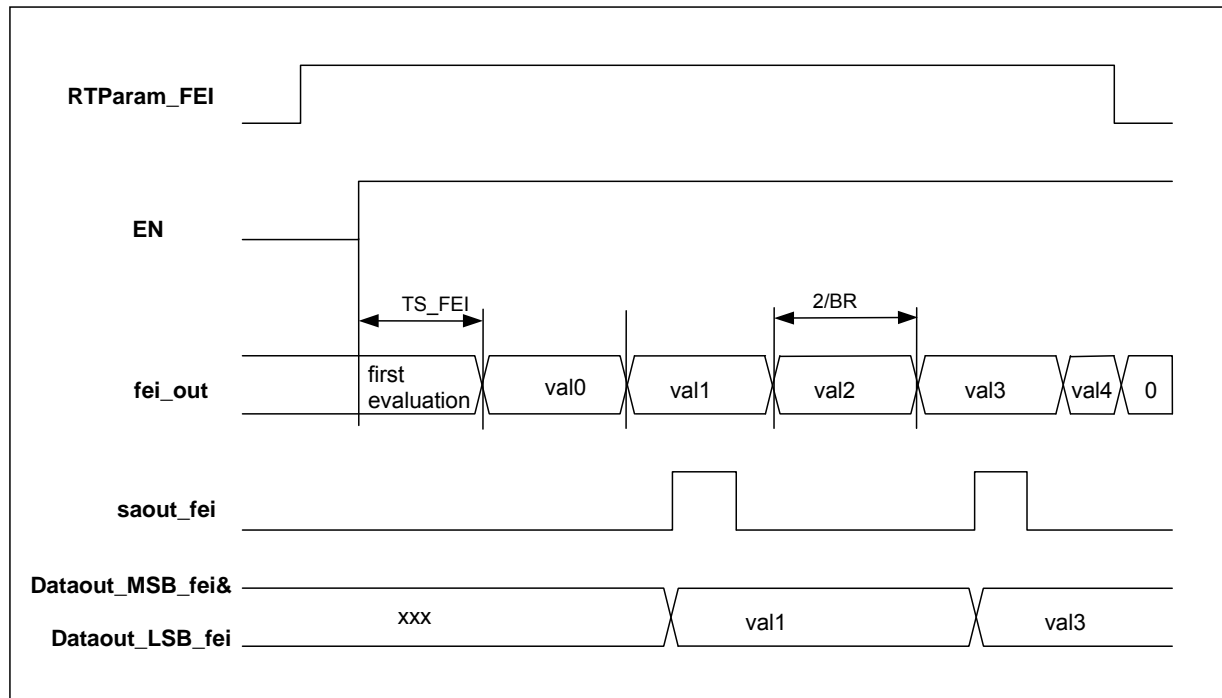 RTParam_FEI
EN
TS_FEI
2/BR
fei_out
first
evaluation
val0
val1
val2
val3
val4
0
saout_fei
Dataout_MSB_fei&
Dataout_LSB_fei
xxx
val1
val3